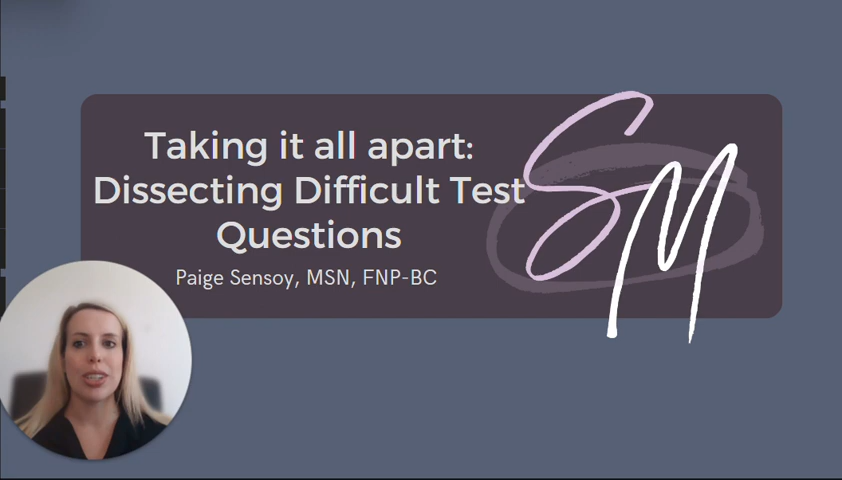 Taking it all apart:
Dissecting Difficult Test
Questions
Paige Sensoy, MSN, FNP-BC
SM